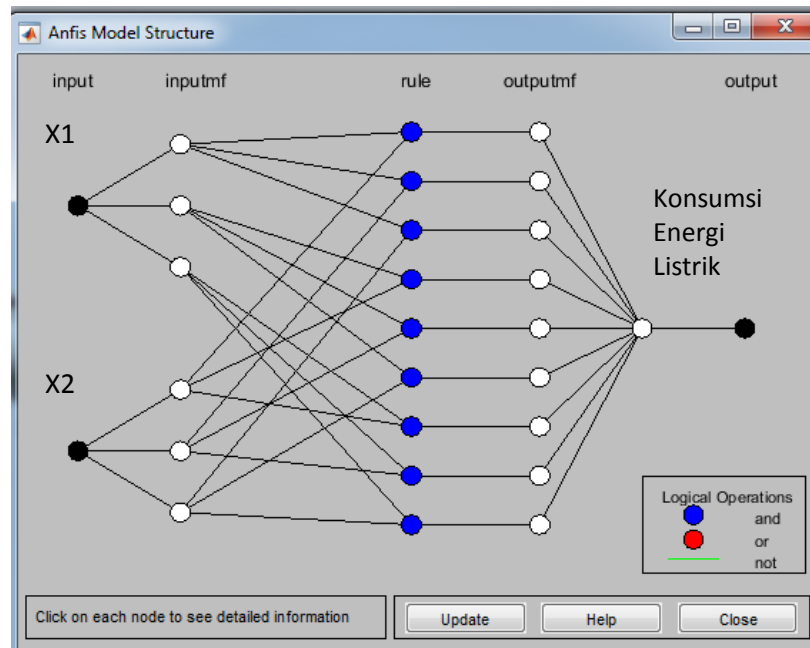 Anfis Model Structure
input inputmf rule outputmf output
X1
Konsumsi
Energi
Listrik
X2
Logical Operations
and
or
not
Click on each node to see detailed information
Update Help Close